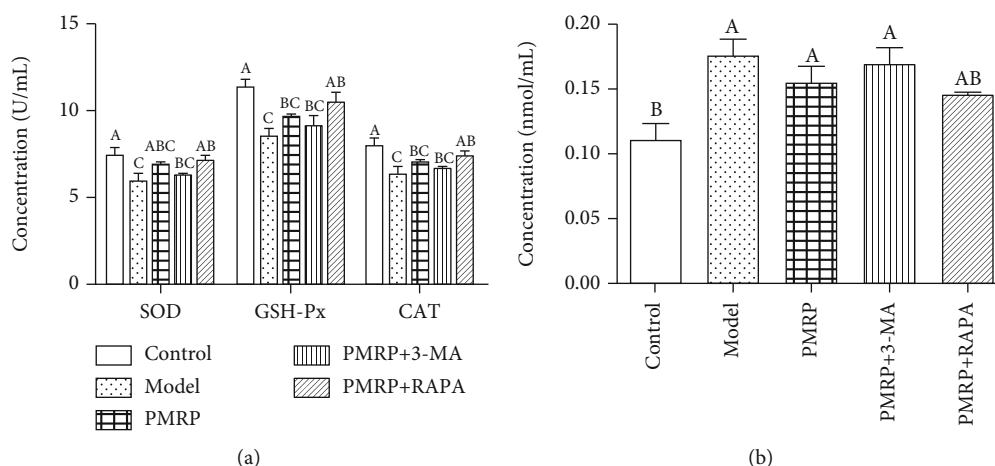 15
10
5
0
Concentration (U/mL)
A
C
ABC
BC
AB
A
C
BC
BC
AB
A
C
BC
BC
AB
SOD
GSH-Px
CAT
Control
Model
PMRP
PMRP+3-MA
PMRP+RAPA
(a)
0.20
0.15
0.10
0.05
0.00
Concentration (nmol/mL)
B
A
A
A
AB
Control
Model
PMRP
PMRP+3-MA
PMRP+RAPA
(b)